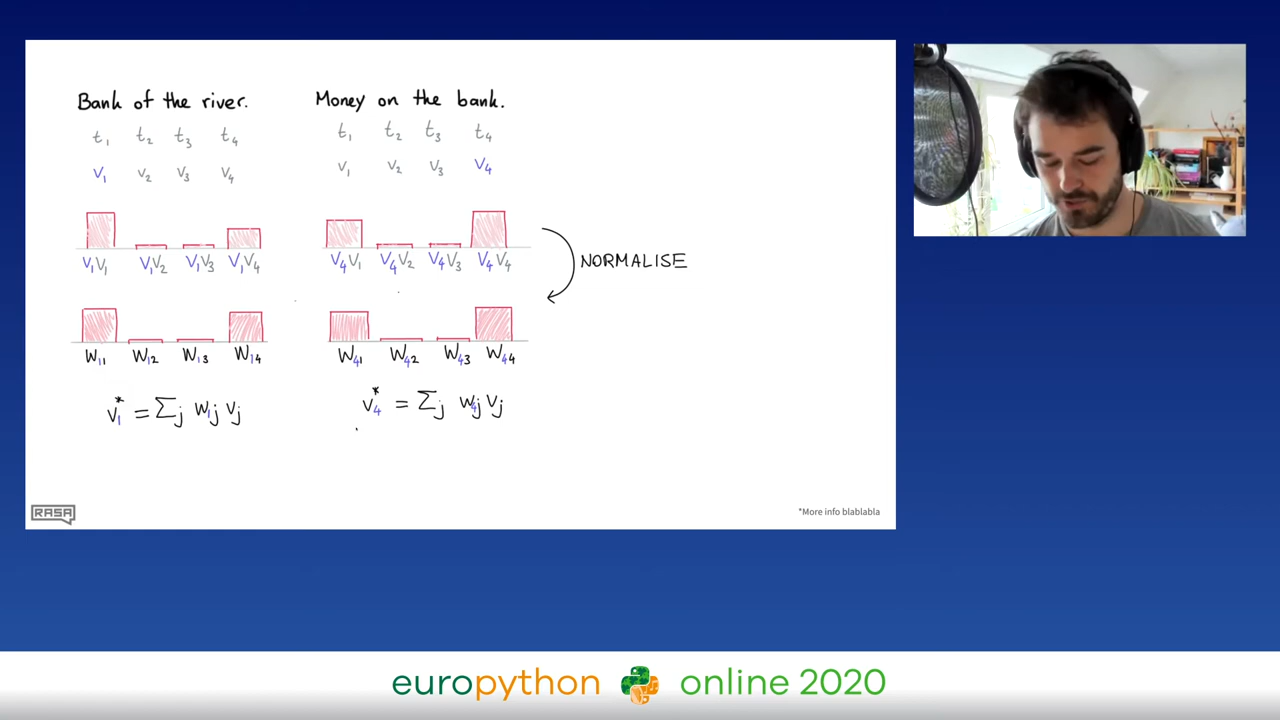 Bank of the river.
t1 t2 t3 t4
v1 v2 v3 v4
v1v1 v1v2 v1v3 v1v4
w11 w12 w13 w14
v1* = Σj w1j vj
Money on the bank.
t1 t2 t3 t4
v1 v2 v3 v4
v4v1 v4v2 v4v3 v4v4
NORMALISE
w41 w42 w43 w44
v4* = Σj w4j vj
RASA
*More info blablabla
europython online 2020